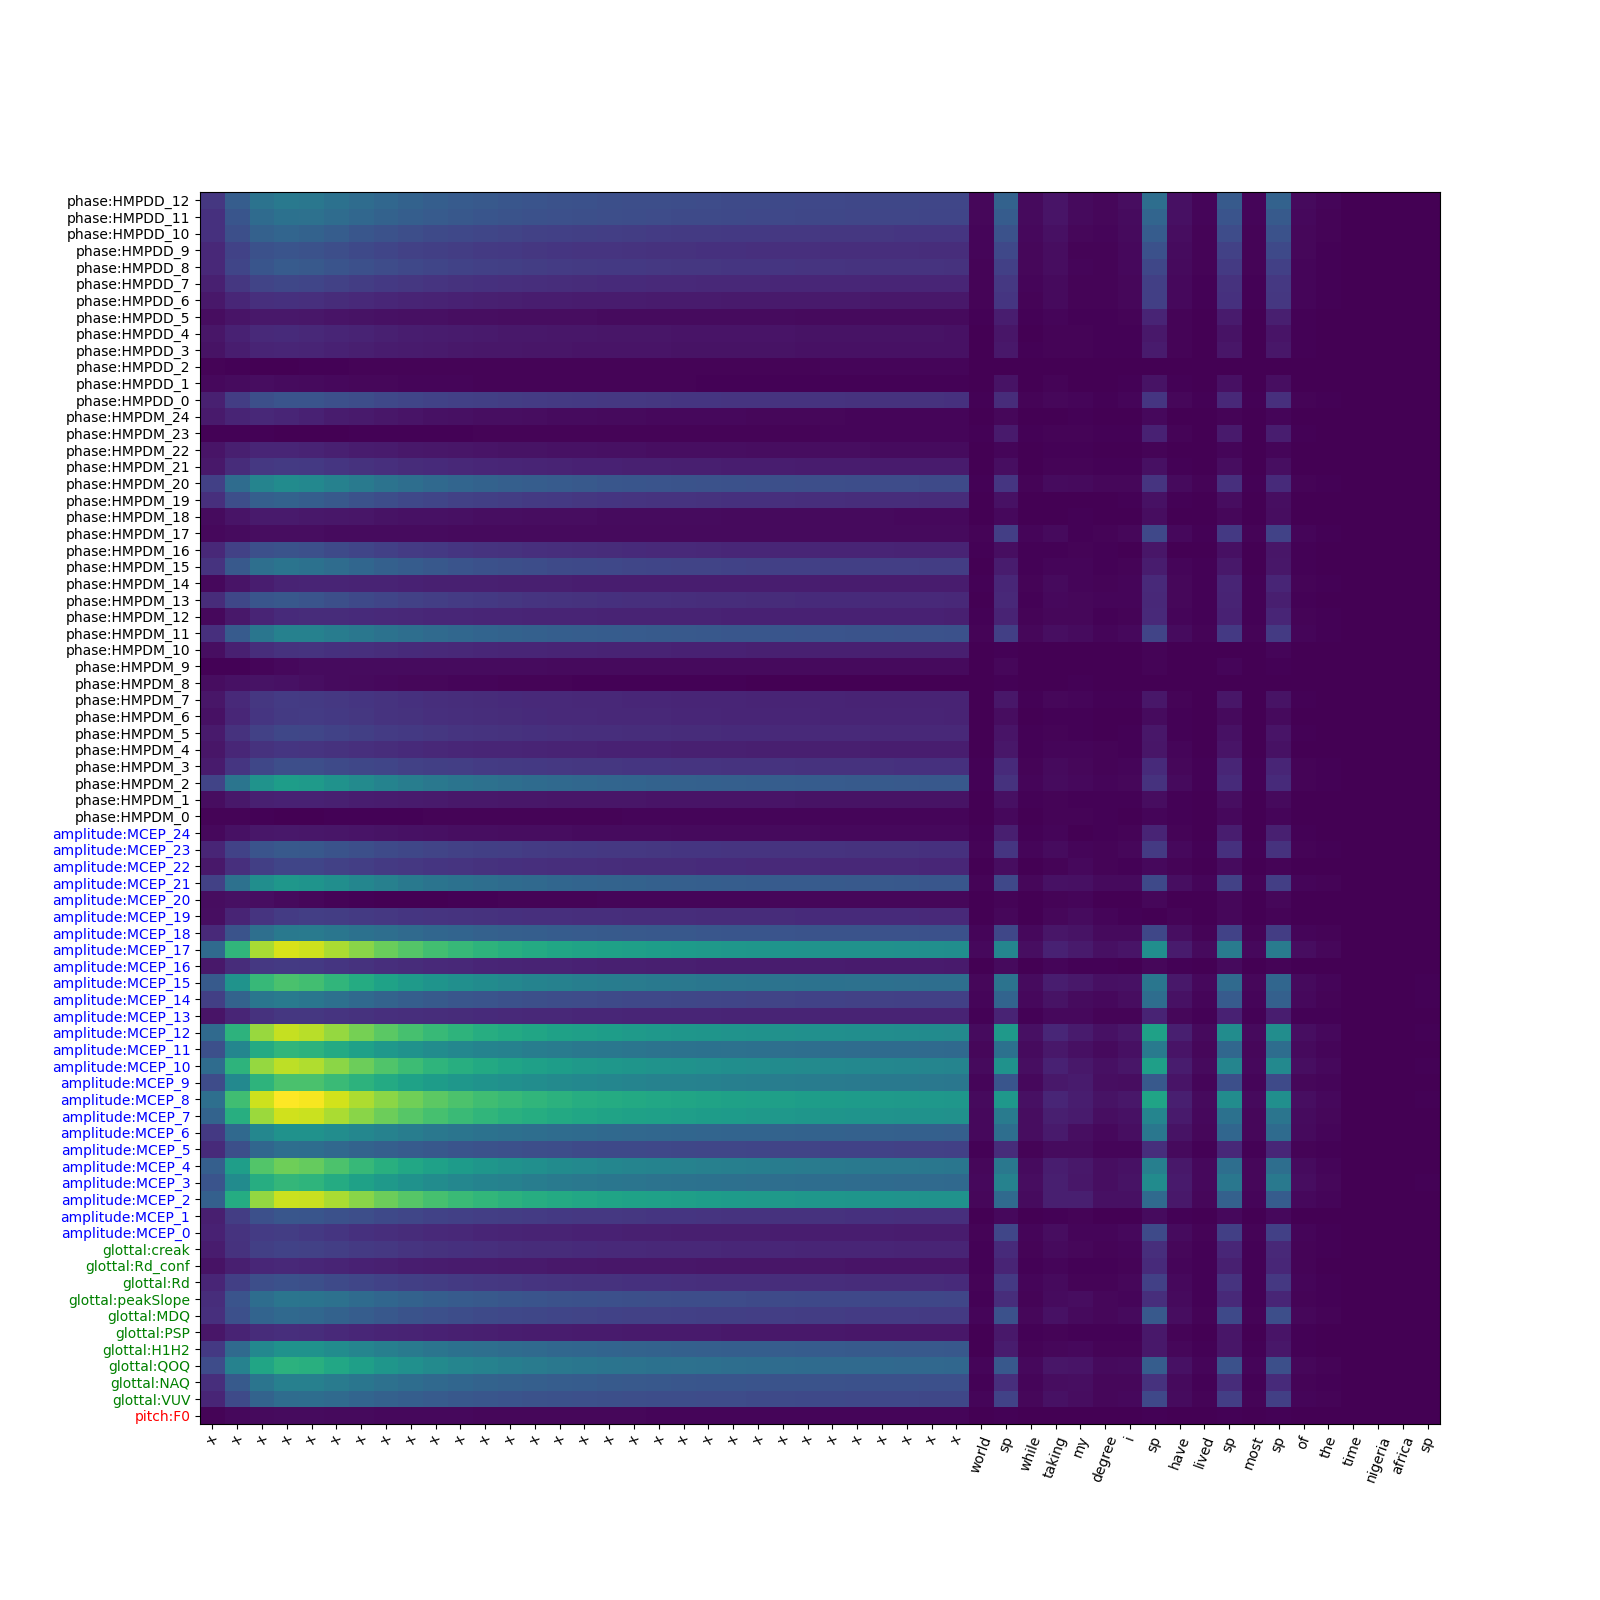 phase:HMPDD_12
phase:HMPDD_11
phase:HMPDD_10
phase:HMPDD_9
phase:HMPDD_8
phase:HMPDD_7
phase:HMPDD_6
phase:HMPDD_5
phase:HMPDD_4
phase:HMPDD_3
phase:HMPDD_2
phase:HMPDD_1
phase:HMPDD_0
phase:HMPDM_24
phase:HMPDM_23
phase:HMPDM_22
phase:HMPDM_21
phase:HMPDM_20
phase:HMPDM_19
phase:HMPDM_18
phase:HMPDM_17
phase:HMPDM_16
phase:HMPDM_15
phase:HMPDM_14
phase:HMPDM_13
phase:HMPDM_12
phase:HMPDM_11
phase:HMPDM_10
phase:HMPDM_9
phase:HMPDM_8
phase:HMPDM_7
phase:HMPDM_6
phase:HMPDM_5
phase:HMPDM_4
phase:HMPDM_3
phase:HMPDM_2
phase:HMPDM_1
phase:HMPDM_0
amplitude:MCEP_24
amplitude:MCEP_23
amplitude:MCEP_22
amplitude:MCEP_21
amplitude:MCEP_20
amplitude:MCEP_19
amplitude:MCEP_18
amplitude:MCEP_17
amplitude:MCEP_16
amplitude:MCEP_15
amplitude:MCEP_14
amplitude:MCEP_13
amplitude:MCEP_12
amplitude:MCEP_11
amplitude:MCEP_10
amplitude:MCEP_9
amplitude:MCEP_8
amplitude:MCEP_7
amplitude:MCEP_6
amplitude:MCEP_5
amplitude:MCEP_4
amplitude:MCEP_3
amplitude:MCEP_2
amplitude:MCEP_1
amplitude:MCEP_0
glottal:creak
glottal:Rd_conf
glottal:Rd
glottal:peakSlope
glottal:MDQ
glottal:PSP
glottal:H1H2
glottal:QOQ
glottal:NAQ
glottal:VUV
pitch:F0
x x x x x x x x x x x x x x x x x x x x x x x x x x x x x x x world sp while taking my degree i sp have lived sp most sp of the time nigeria africa sp